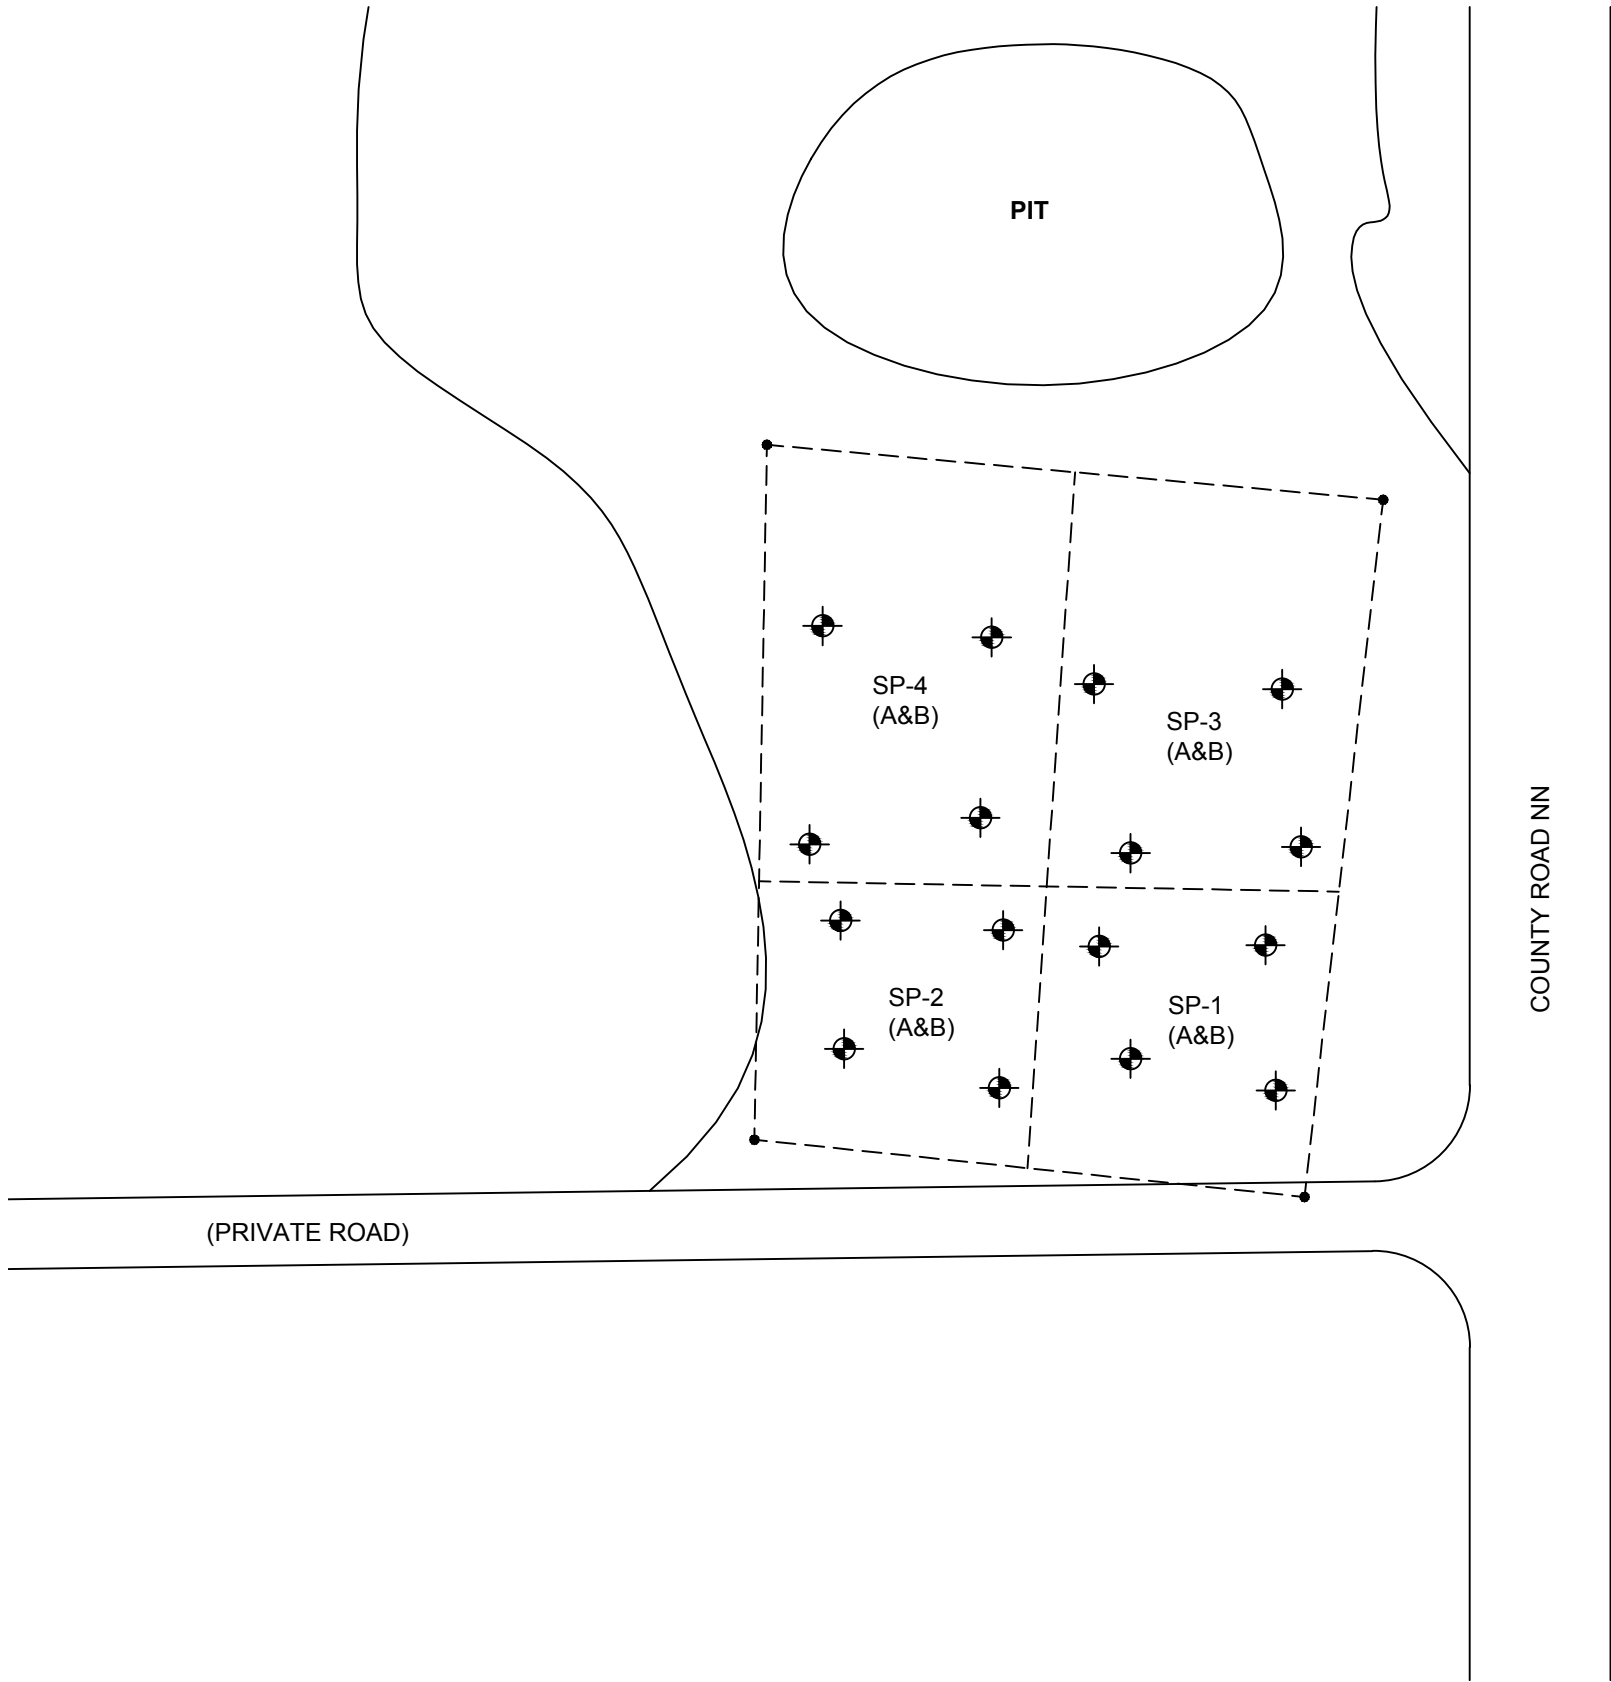 PIT
SP-4
(A&B)
SP-3
(A&B)
COUNTY ROAD NN
SP-2
(A&B)
SP-1
(A&B)
(PRIVATE ROAD)